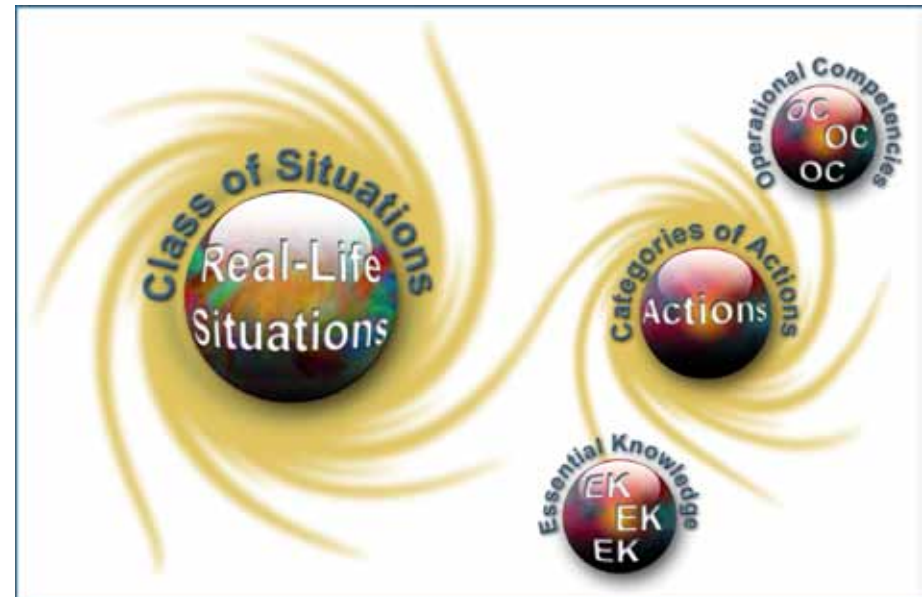 Class of Situations
Real-Life
Situations
Operational Competencies
OC
OC
OC
Categories of Actions
Actions
Essential Knowledge
EK
EK
EK